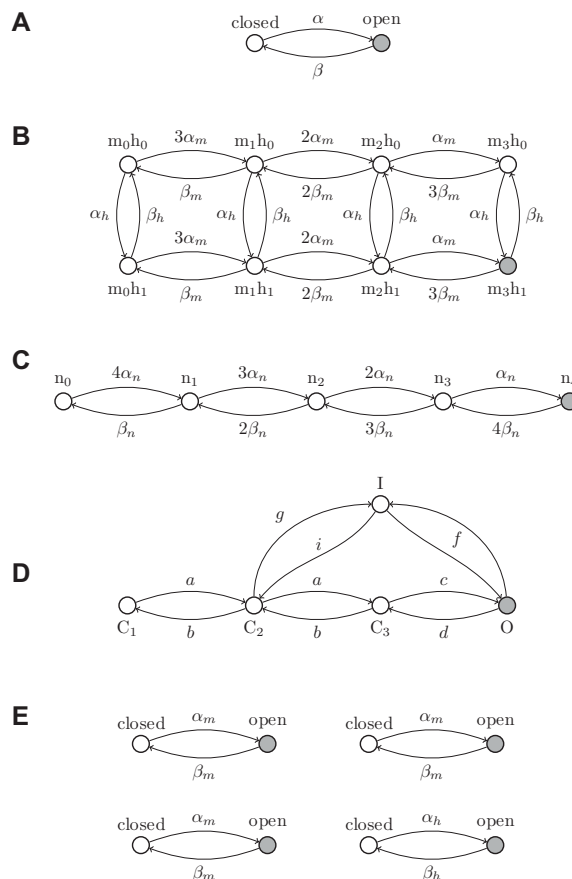 A
closed α open
β
B
m₀h₀ 3αₘ m₁h₀ 2αₘ m₂h₀ αₘ m₃h₀
βₘ 2βₘ 3βₘ
αₕ βₕ αₕ βₕ αₕ βₕ αₕ βₕ
3αₘ 2αₘ αₘ
m₀h₁ βₘ m₁h₁ 2βₘ m₂h₁ 3βₘ m₃h₁
C
n₀ 4αₙ n₁ 3αₙ n₂ 2αₙ n₃ αₙ
βₙ 2βₙ 3βₙ 4βₙ
I
g i f
D
a a c
C₁ b C₂ b C₃ d O
E
closed αₘ open closed αₘ open
βₘ βₘ
closed αₘ open closed αₕ open
βₘ βₕ